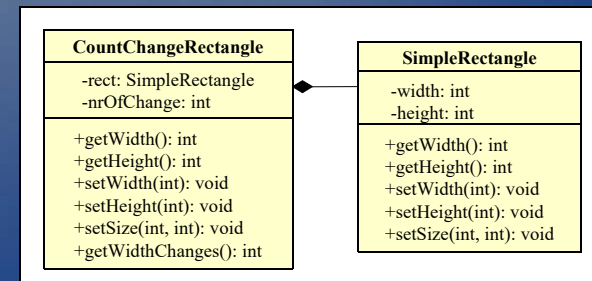 CountChangeRectangle
-rect: SimpleRectangle
-nrOfChange: int
+getWidth(): int
+getHeight(): int
+setWidth(int): void
+setHeight(int): void
+setSize(int, int): void
+getWidthChanges(): int
SimpleRectangle
-width: int
-height: int
+getWidth(): int
+getHeight(): int
+setWidth(int): void
+setHeight(int): void
+setSize(int, int): void